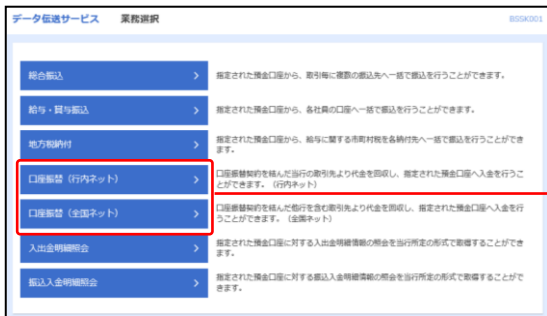 データ伝送サービス 業務選択
BSSK001
総合振込
指定された預金口座から、取引毎に複数の振込先へ一括で振込を行うことができます。
給与・賞与振込
指定された預金口座から、各社員の口座へ一括で振込を行うことができます。
地方税納付
指定された預金口座から、給与に関する市町村税を各納付先へ一括で振込を行うことができ
ます。
口座振替（行内ネット）
口座振替契約を結んだ当行の取引先より代金を回収し、指定された預金口座へ入金を行うこ
とができます。（行内ネット）
口座振替（全国ネット）
口座振替契約を結んだ他行を含む取引先より代金を回収し、指定された預金口座へ入金を行
うことができます。（全国ネット）
入出金明細照会
指定された預金口座に対する入出金明細情報の照会を当行所定の形式で取得することができ
ます。
振込入金明細照会
指定された預金口座に対する振込入金明細情報の照会を当行所定の形式で取得することがで
きます。